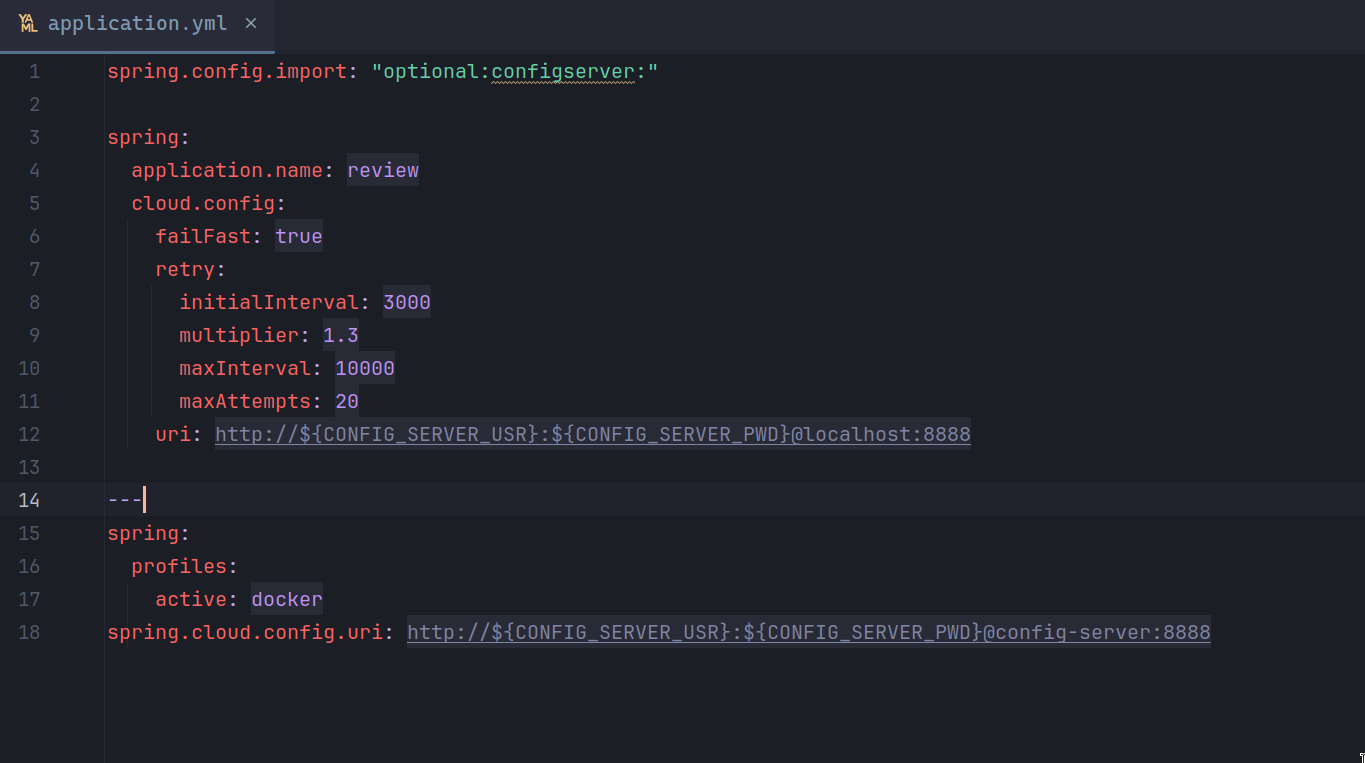 YAML application.yml ×
1 spring.config.import: "optional:configserver:"
2
3 spring:
4   application.name: review
5   cloud.config:
6     failFast: true
7     retry:
8       initialInterval: 3000
9       multiplier: 1.3
10       maxInterval: 10000
11       maxAttempts: 20
12     uri: http://${CONFIG_SERVER_USR}:${CONFIG_SERVER_PWD}@localhost:8888
13
14 ---
15 spring:
16   profiles:
17     active: docker
18 spring.cloud.config.uri: http://${CONFIG_SERVER_USR}:${CONFIG_SERVER_PWD}@config-server:8888